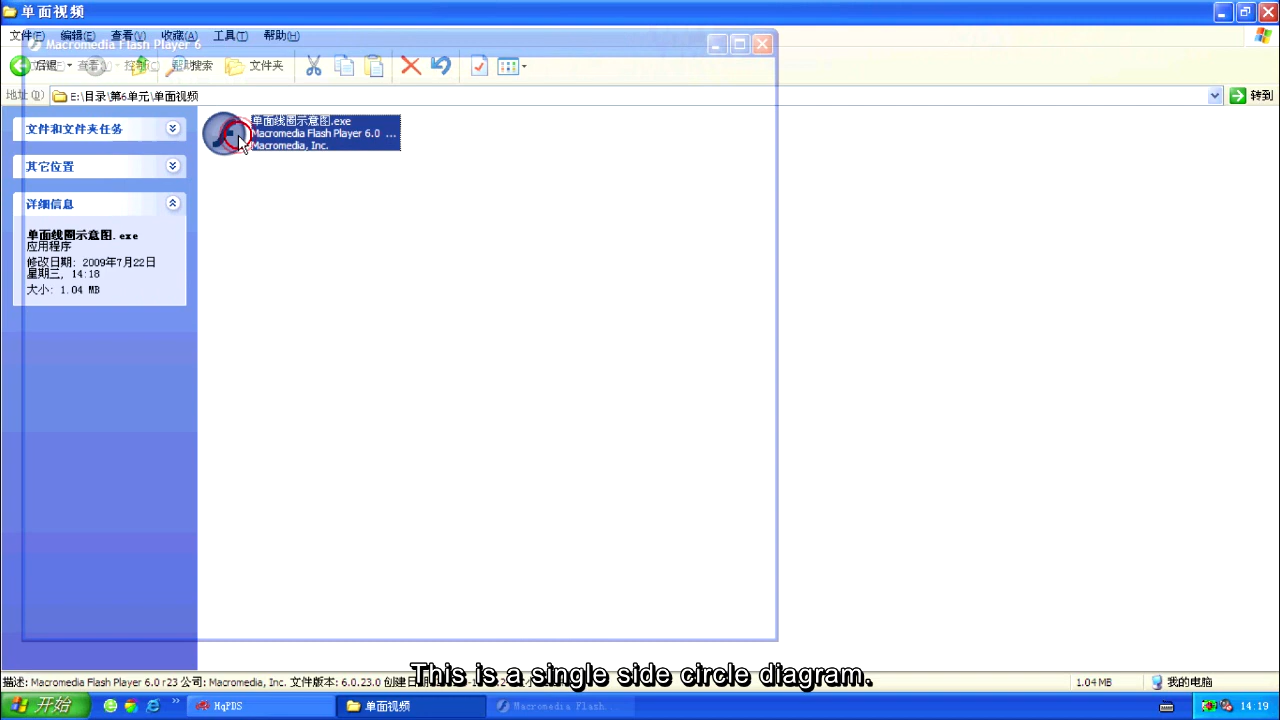 单面视频
文件(F) 编辑(E) 查看(V) 收藏(A) 工具(T) 帮助(H)
Macromedia Flash Player 6
后退 搜索 文件夹
地址(D) E:\目录\第6单元\单面视频 转到
文件和文件夹任务
其它位置
详细信息
单面线圈示意图.exe
应用程序
修改日期: 2009年7月22日
星期三, 14:18
大小: 1.04 MB
单面线圈示意图.exe
Macromedia Flash Player 6.0 ...
Macromedia, Inc.
This is a single side circle diagram.
描述: Macromedia Flash Player 6.0 r23 公司: Macromedia, Inc. 文件版本: 6.0.23.0 创建日 1.04 MB 我的电脑
开始 HqPDS 单面视频 Macromedia Flash... 14:19